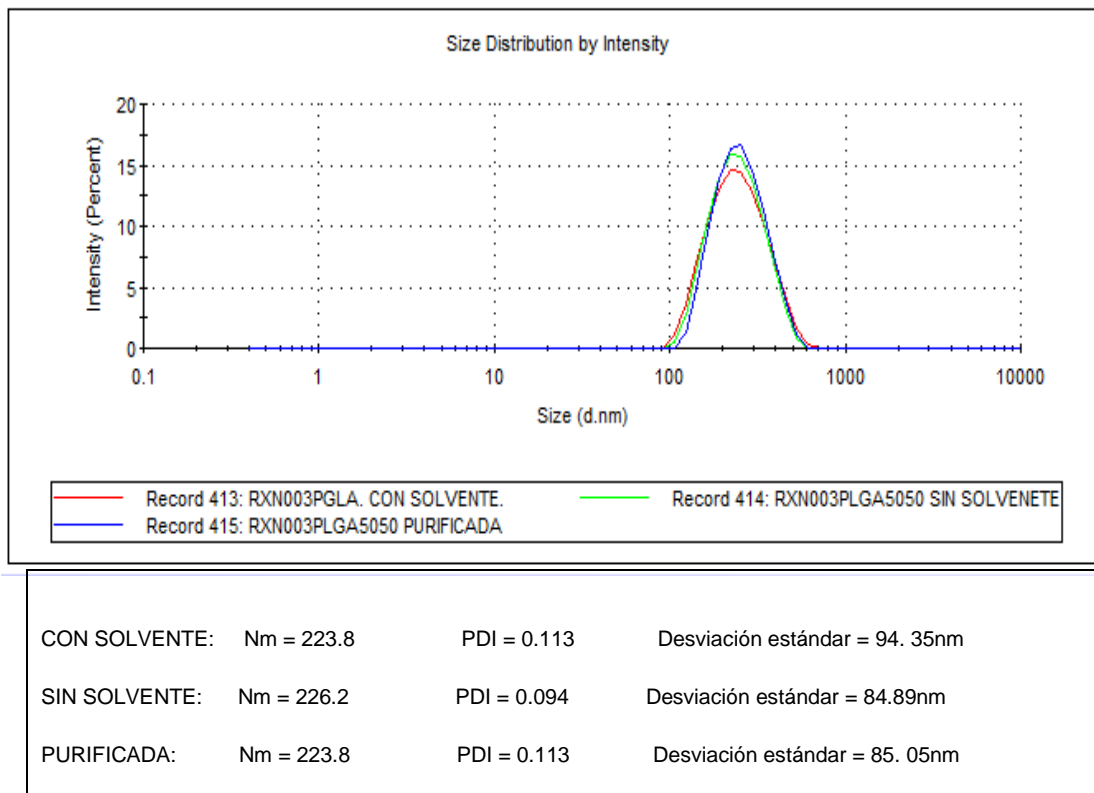 Size Distribution by Intensity
20
15
10
5
0
Intensity (Percent)
0.1 1 10 100 1000 10000
Size (d.nm)
Record 413: RXN003PGLA. CON SOLVENTE. Record 414: RXN003PLGA5050 SIN SOLVENETE
Record 415: RXN003PLGA5050 PURIFICADA
CON SOLVENTE: Nm = 223.8 PDI = 0.113 Desviación estándar = 94. 35nm
SIN SOLVENTE: Nm = 226.2 PDI = 0.094 Desviación estándar = 84.89nm
PURIFICADA: Nm = 223.8 PDI = 0.113 Desviación estándar = 85. 05nm